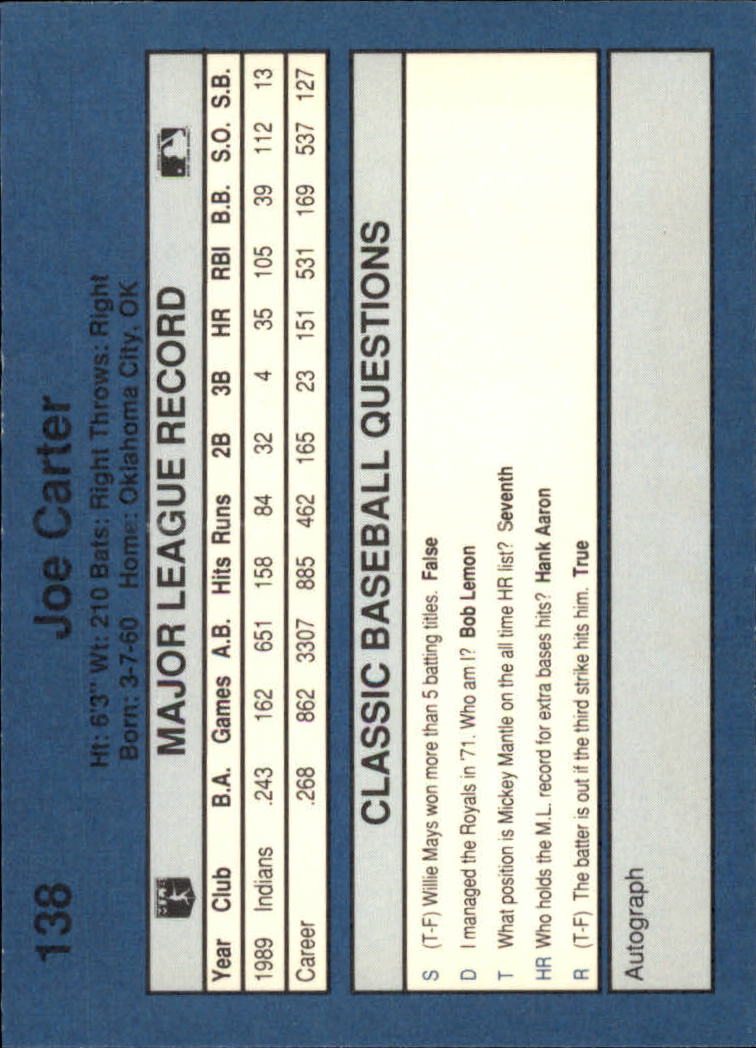 138 Joe Carter
Ht: 6'3" Wt: 210 Bats: Right Throws: Right
Born: 3-7-60 Home: Oklahoma City, OK
MAJOR LEAGUE RECORD
Year Club B.A. Games A.B. Hits Runs 2B 3B HR RBI B.B. S.O. S.B.
1989 Indians .243 162 651 158 84 32 4 35 105 39 112 13
Career .268 862 3307 885 462 165 23 151 531 169 537 127
CLASSIC BASEBALL QUESTIONS
S (T-F) Willie Mays won more than 5 batting titles. False
D I managed the Royals in '71. Who am I? Bob Lemon
T What position is Mickey Mantle on the all time HR list? Seventh
HR Who holds the M.L. record for extra bases hits? Hank Aaron
R (T-F) The batter is out if the third strike hits him. True
Autograph